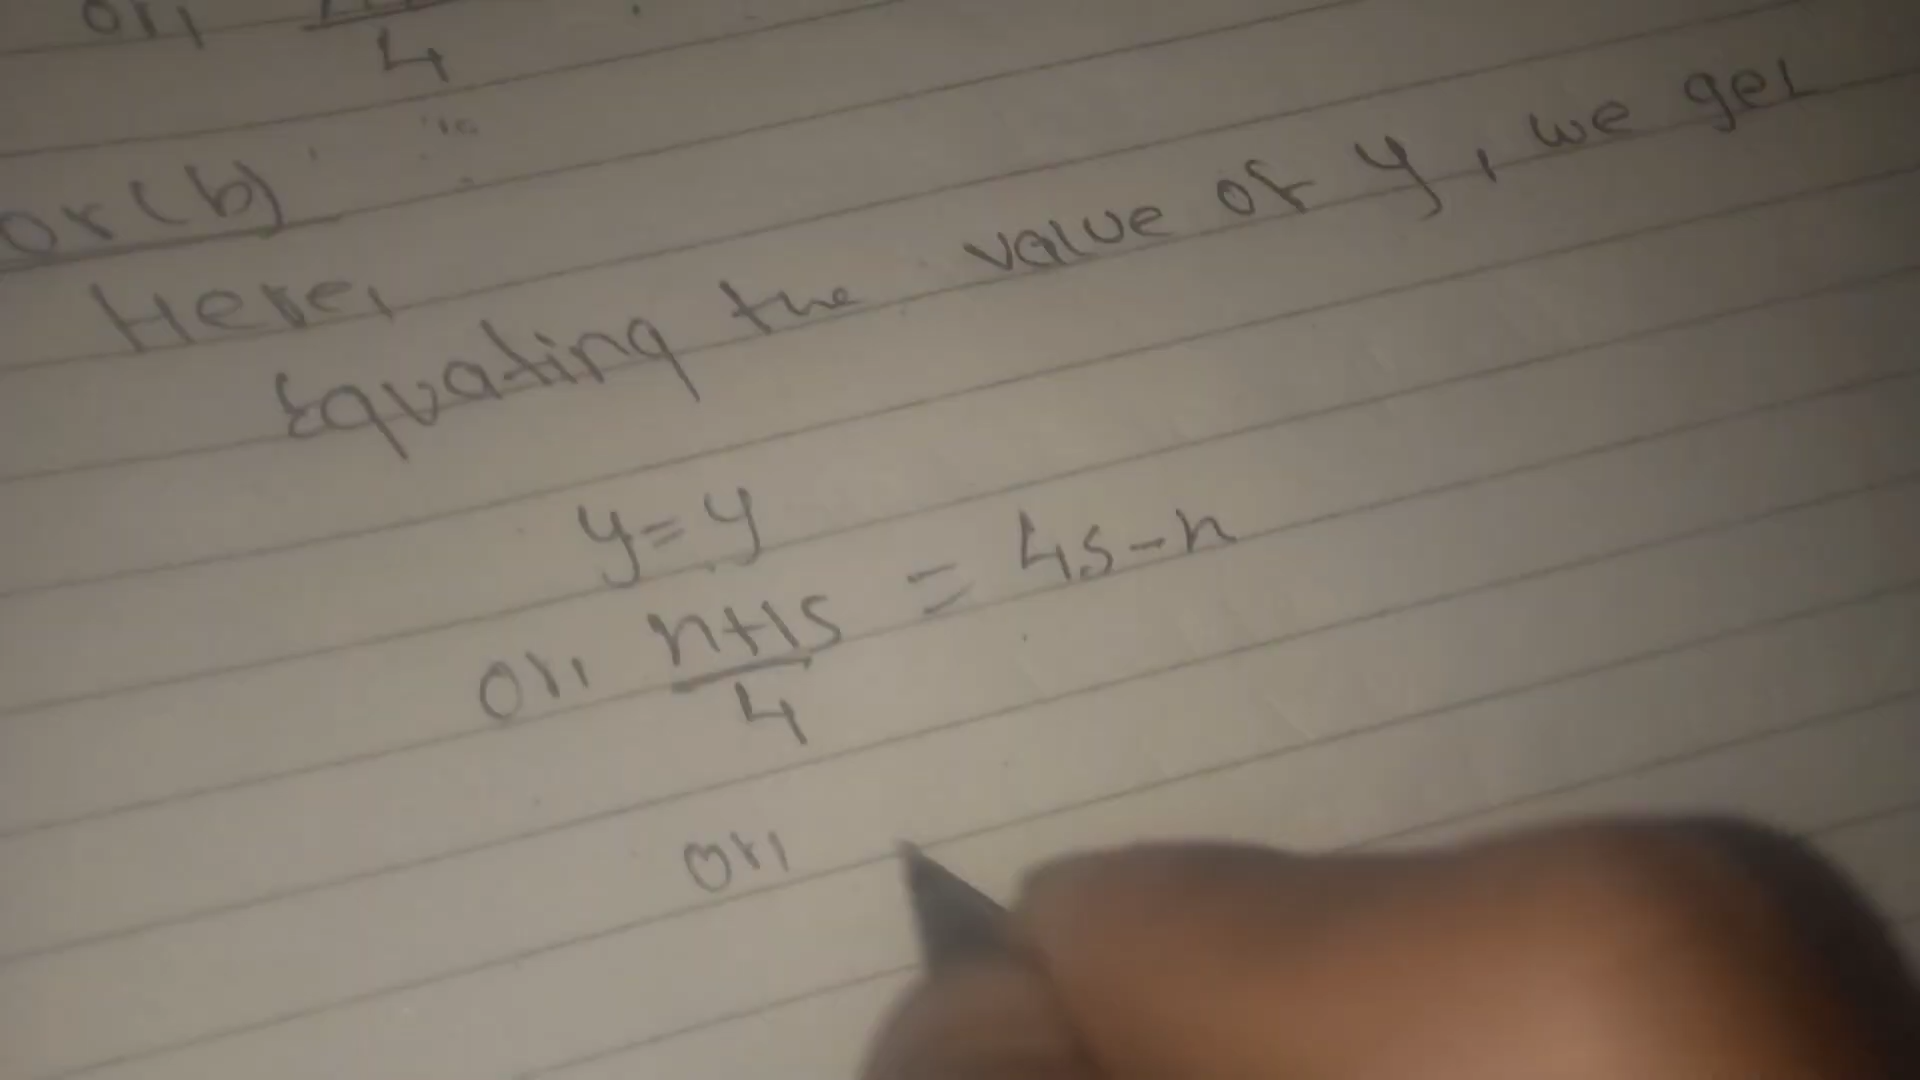 or, 4
or (b)
Here,
Equating the value of y, we get
y = y
or, n+15/4 = 45-n
or,